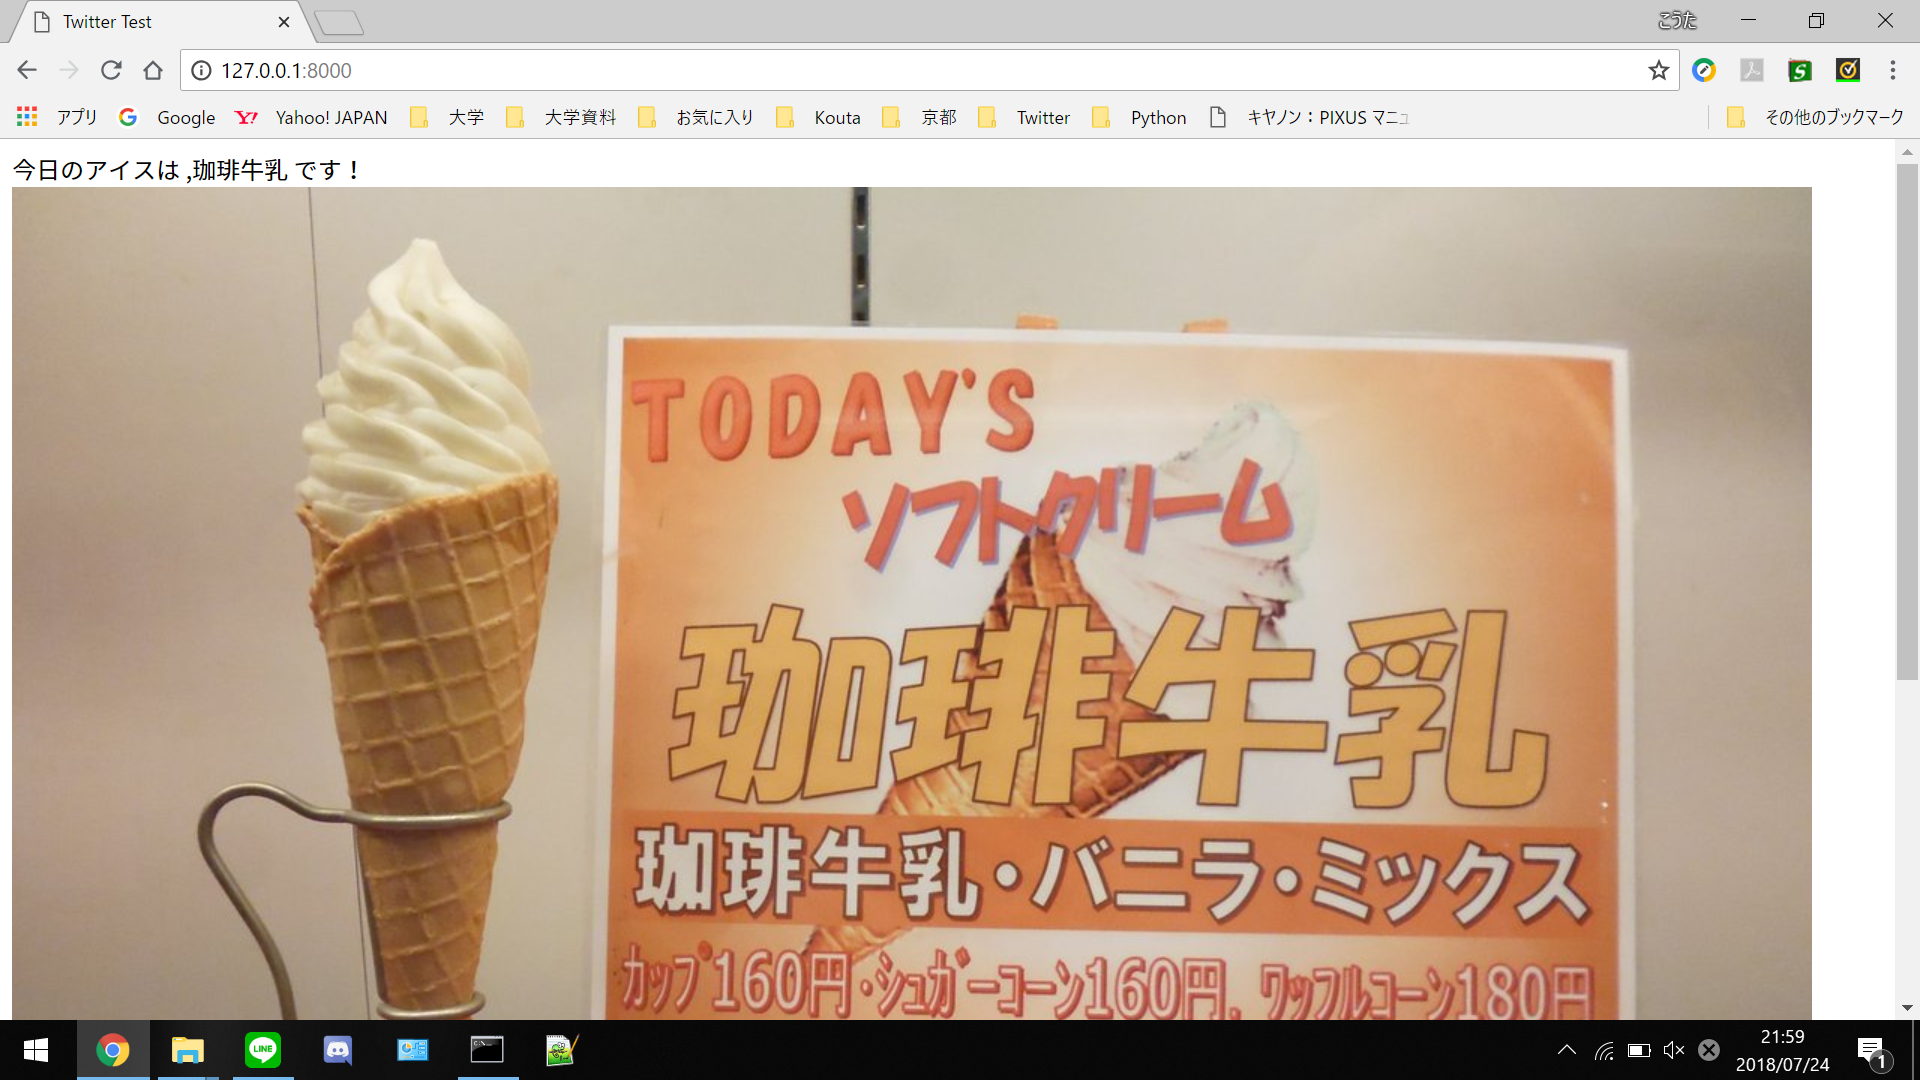 Twitter Test
こうた
127.0.0.1:8000
アプリ Google Yahoo! JAPAN 大学 大学資料 お気に入り Kouta 京都 Twitter Python キヤノン：PIXUS マニュ その他のブックマーク
今日のアイスは ,珈琲牛乳 です！
TODAY'S
ソフトクリーム
珈琲牛乳
珈琲牛乳・バニラ・ミックス
カップ160円・シュガーコーン160円．ワッフルコーン180円
LINE
21:59
2018/07/24
1